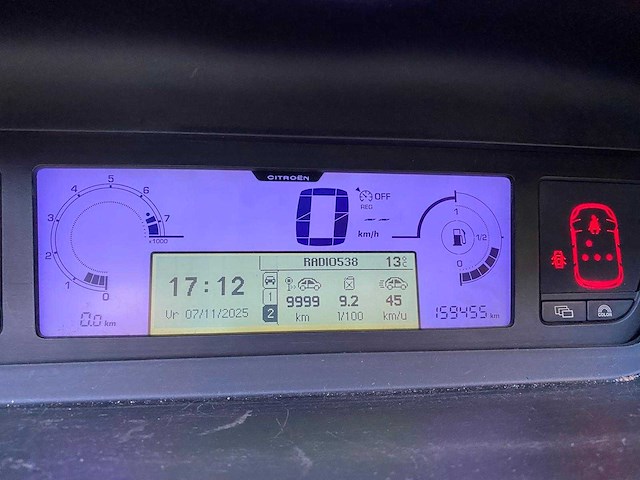 CITROËN
5
4 6
3 7
x1000
2
1
0
0.0 km
0
OFF
REG
--
km/h
RADIO538 13°C
17:12
Vr 07/11/2025
1
2
9999 9.2 45
km 1/100 km/u
1
1/2
0
159455 km
COLOR